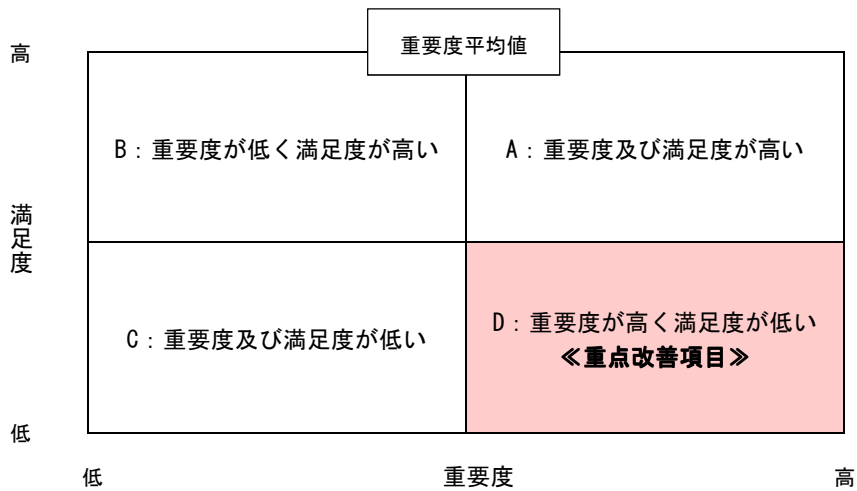 重要度平均値
高
B：重要度が低く満足度が高い
A：重要度及び満足度が高い
満足度
C：重要度及び満足度が低い
D：重要度が高く満足度が低い
≪重点改善項目≫
低
低
重要度
高